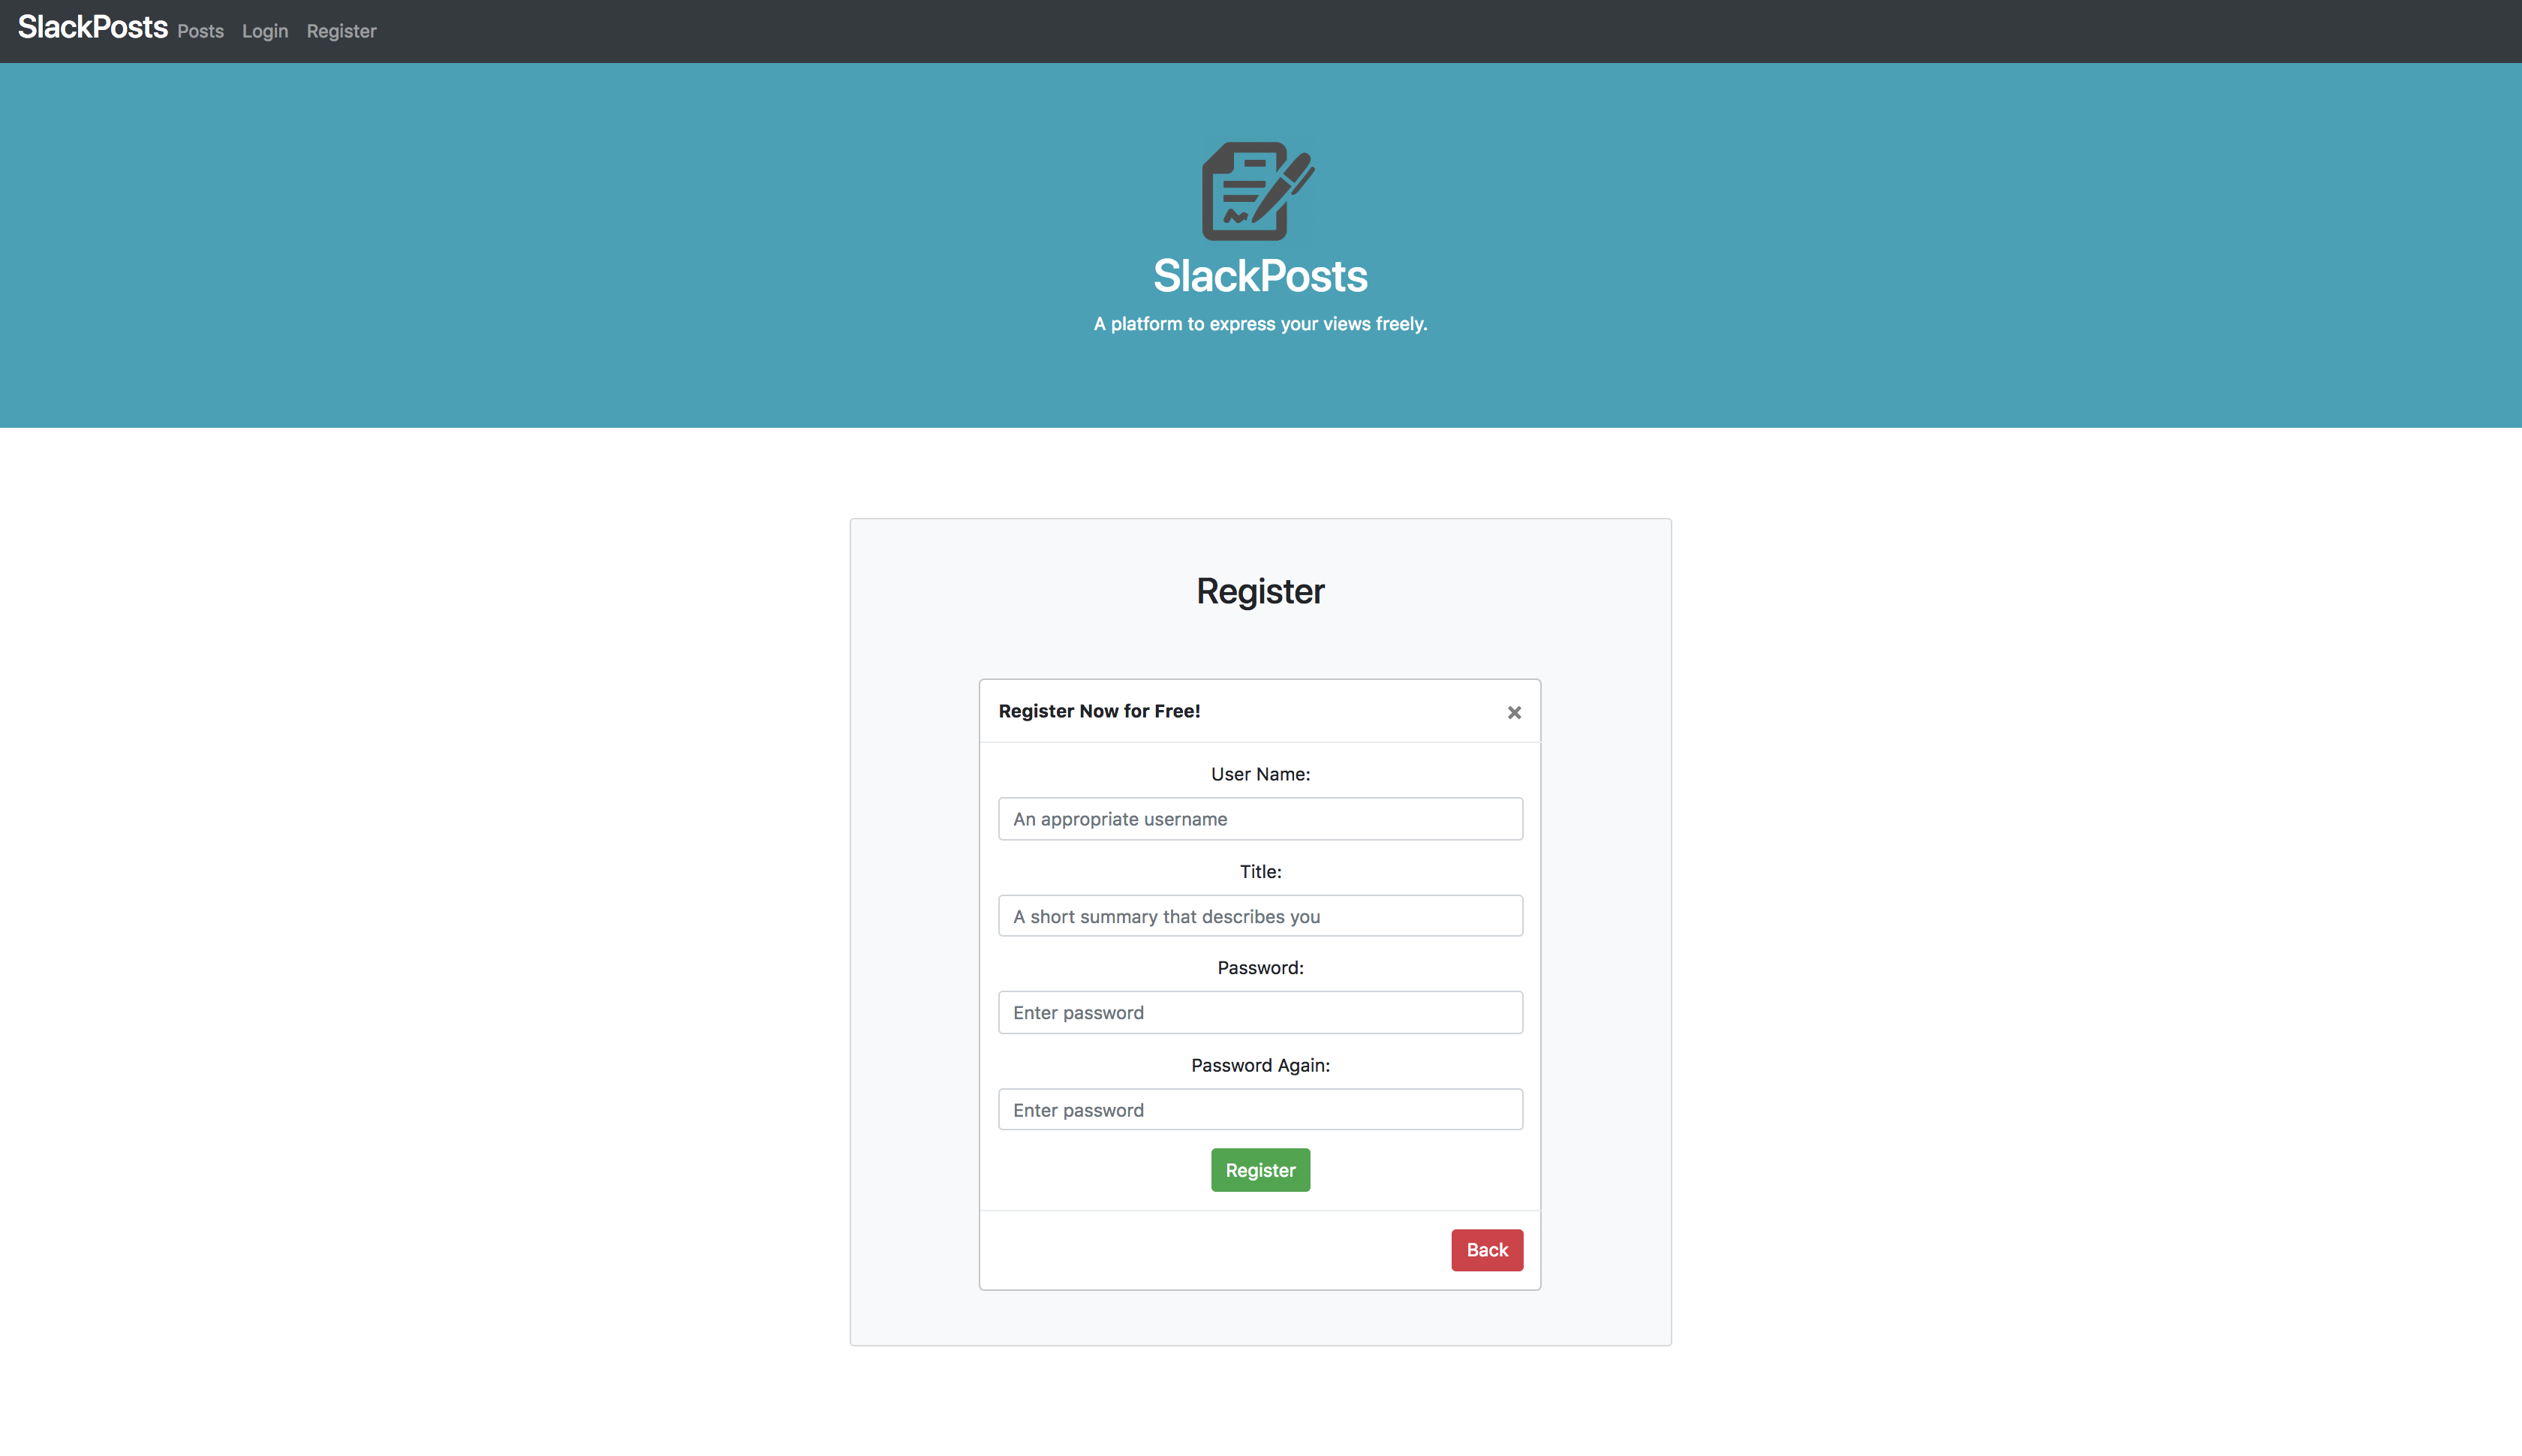 SlackPosts Posts Login Register
SlackPosts
A platform to express your views freely.
Register
Register Now for Free! ×
User Name:
An appropriate username
Title:
A short summary that describes you
Password:
Enter password
Password Again:
Enter password
Register
Back